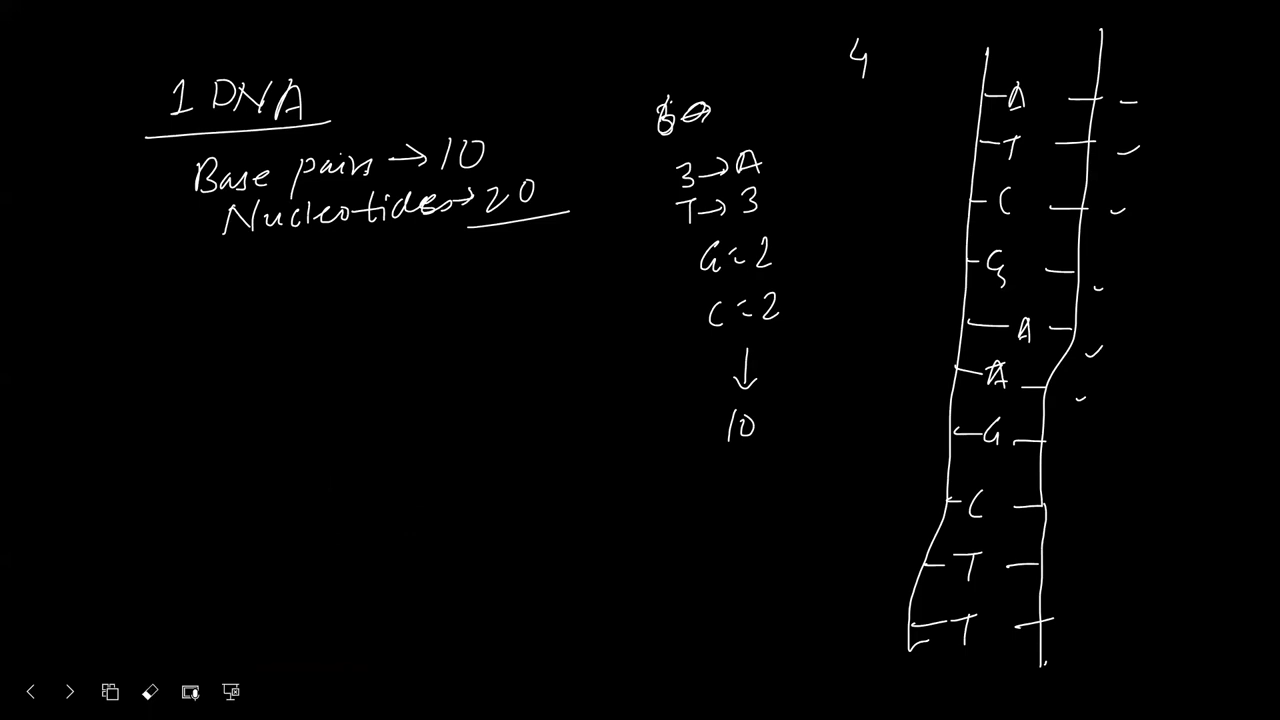 1 DNA
Base pairs → 10
Nucleotides → 20
3 → A
T → 3
G = 2
C = 2
↓
10
4
A
T
C
G
A
A
G
C
T
T